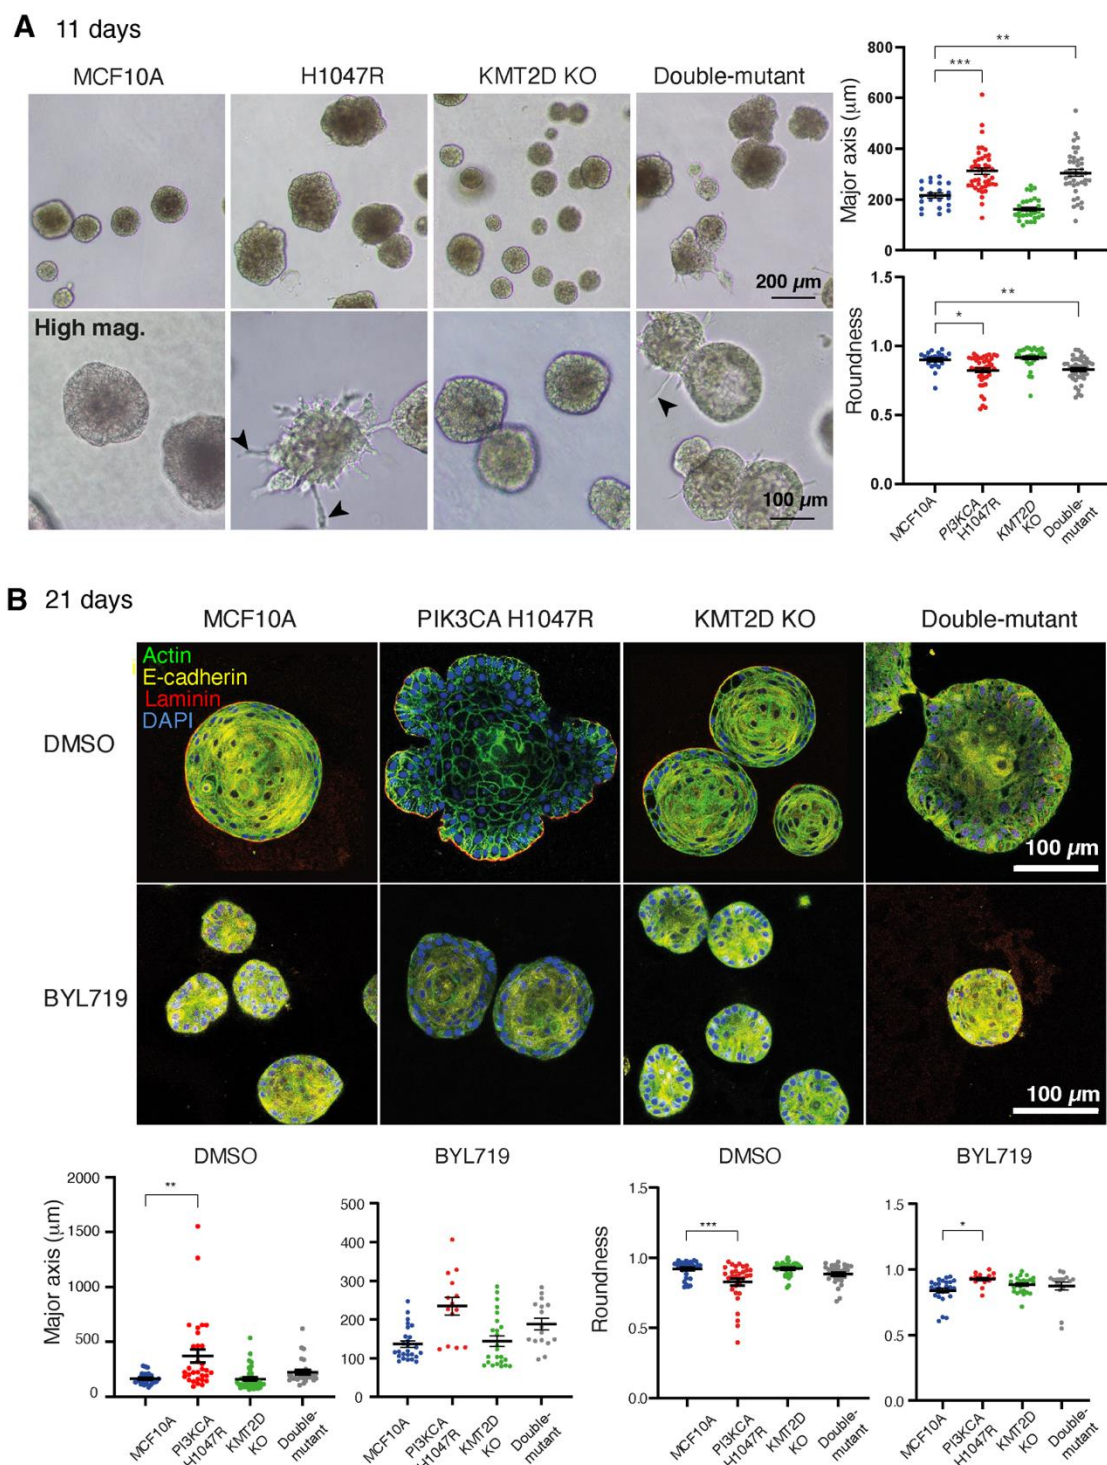 A 11 days
MCF10A H1047R KMT2D KO Double-mutant
200 µm
High mag.
100 µm
** 
***
800
600
400
200
0
Major axis (µm)
1.5
1.0
0.5
0.0
Roundness
**
*
MCF10A
PI3KCA H1047R
KMT2D KO
Double-mutant
B 21 days
MCF10A PIK3CA H1047R KMT2D KO Double-mutant
Actin
E-cadherin
Laminin
DAPI
DMSO
100 µm
BYL719
100 µm
DMSO
Major axis (µm)
2000
1500
1000
500
0
**
MCF10A
PI3KCA H1047R
KMT2D KO
Double-mutant
BYL719
500
400
300
200
100
0
MCF10A
PI3KCA H1047R
KMT2D KO
Double-mutant
DMSO
Roundness
1.5
1.0
0.5
0.0
***
MCF10A
PI3KCA H1047R
KMT2D KO
Double-mutant
BYL719
1.5
1.0
0.5
0.0
*
MCF10A
PI3KCA H1047R
KMT2D KO
Double-mutant